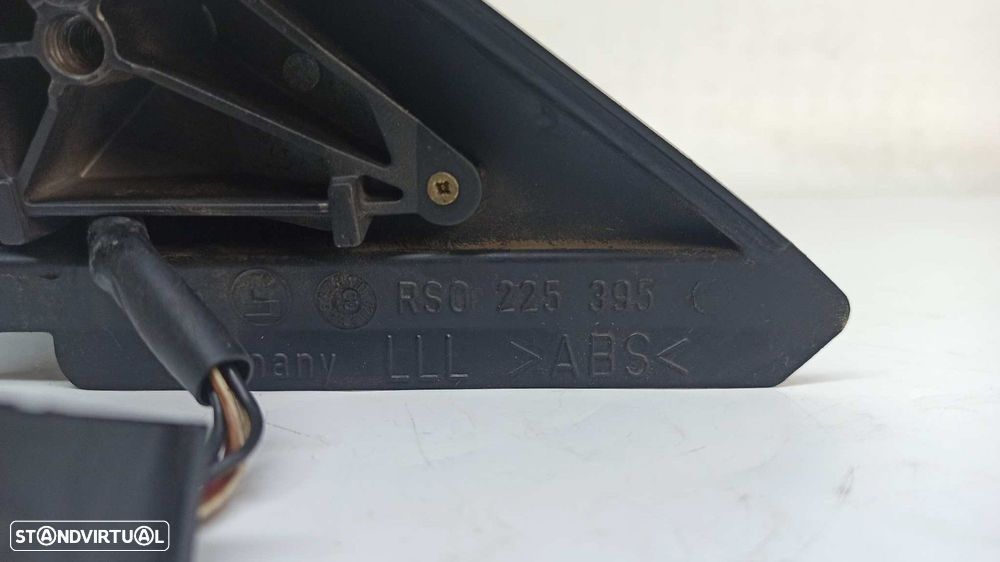 RSO 225 395
many LLL >ABS<
STANDVIRTUAL